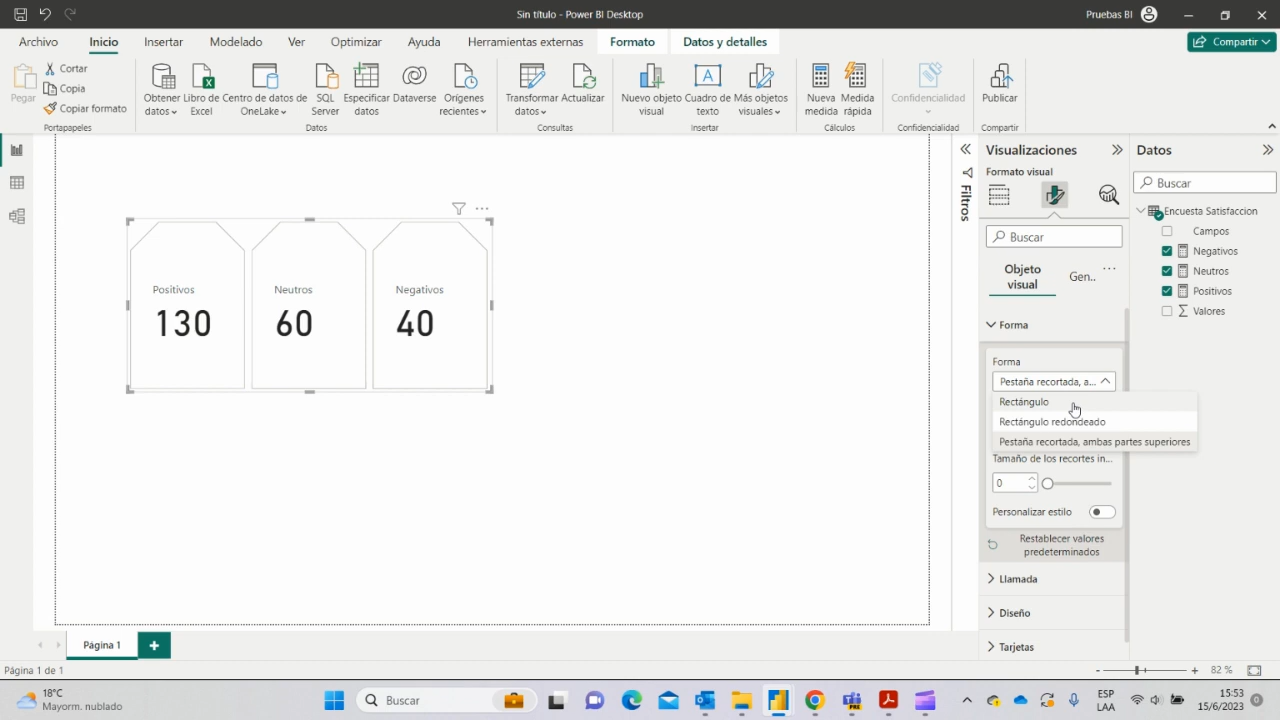 Sin título - Power BI Desktop
Pruebas BI
Archivo
Inicio
Insertar
Modelado
Ver
Optimizar
Ayuda
Herramientas externas
Formato
Datos y detalles
Compartir
Pegar
Cortar
Copia
Copiar formato
Portapapeles
Obtener datos
Libro de Excel
Centro de datos de OneLake
SQL Server
Especificar datos
Dataverse
Orígenes recientes
Datos
Transformar datos
Actualizar
Consultas
Nuevo objeto visual
Cuadro de texto
Más objetos visuales
Insertar
Nueva medida
Medida rápida
Cálculos
Confidencialidad
Confidencialidad
Publicar
Compartir
Positivos
130
Neutros
60
Negativos
40
Filtros
Visualizaciones
Formato visual
Buscar
Objeto visual
Gen..
Forma
Forma
Pestaña recortada, a...
Rectángulo
Rectángulo redondeado
Pestaña recortada, ambas partes superiores
Tamaño de los recortes in...
0
Personalizar estilo
Restablecer valores predeterminados
Llamada
Diseño
Tarjetas
Datos
Buscar
Encuesta Satisfaccion
Campos
Negativos
Neutros
Positivos
Σ Valores
Página 1
Página 1 de 1
- + 82 %
18°C
Mayorm. nublado
Buscar
ESP
LAA
15:53
15/6/2023